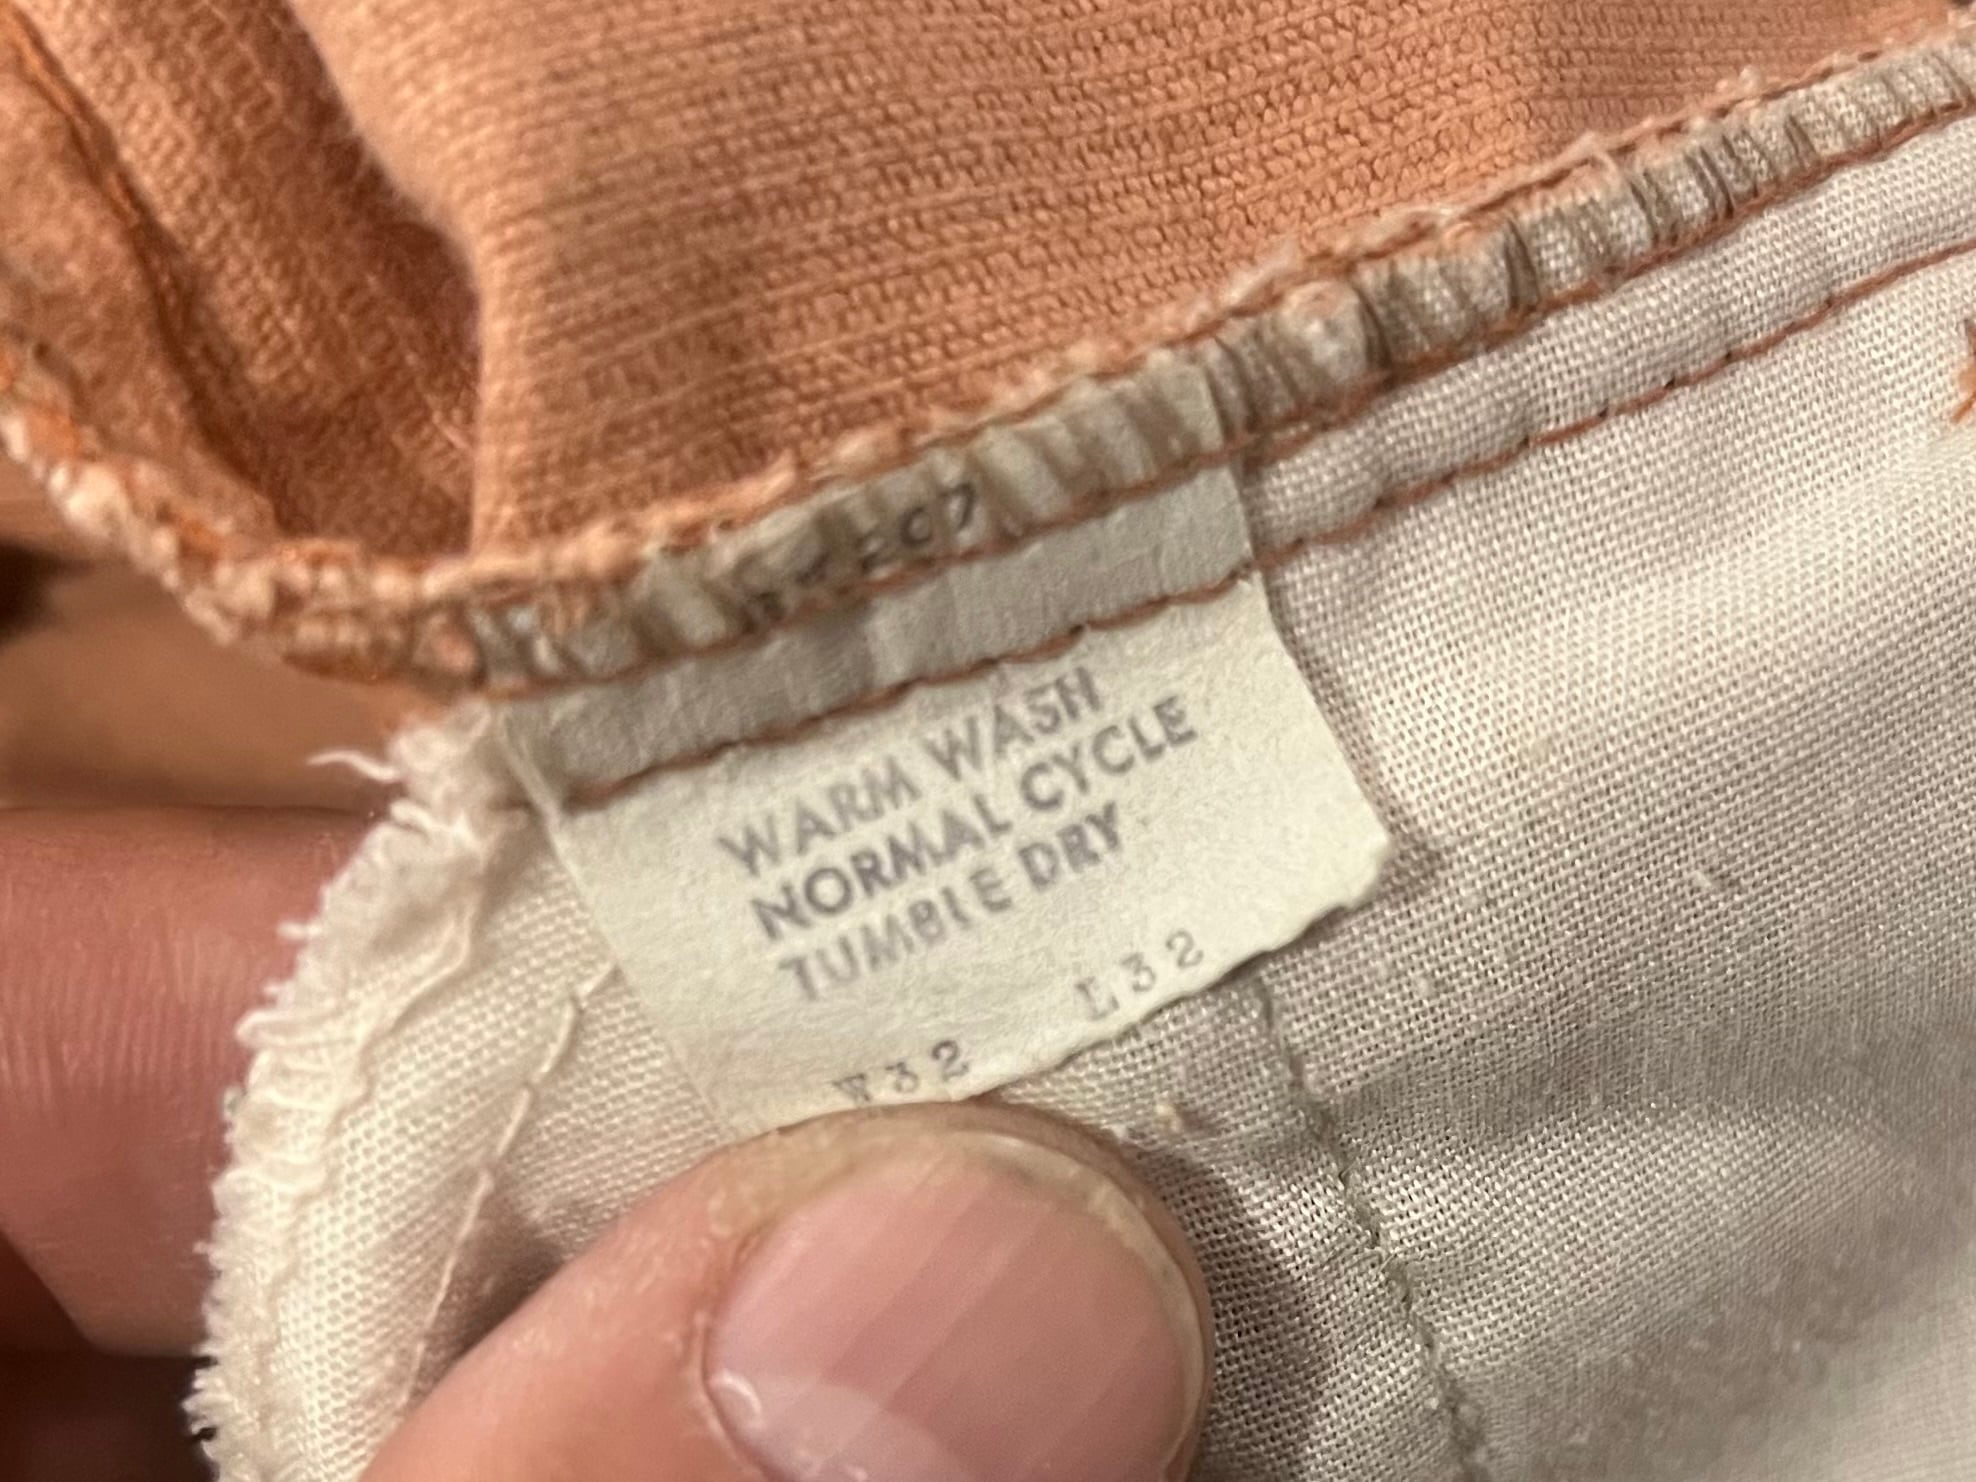 WARM WASH
NORMAL CYCLE
TUMBLE DRY
W32 L32